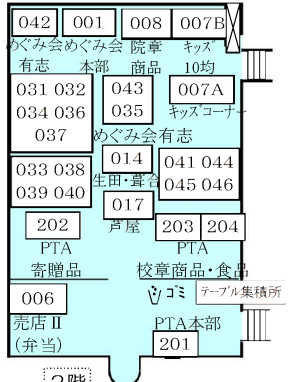 042 001 008 007B
めぐみ会 めぐみ会 院章 キッズ
有志 本部 商品 10均
031 032 043 007A
034 036 035 キッズコーナー
037
めぐみ会有志
033 038 014 041 044
039 040 生田・葺合 045 046
017
芦屋
202 203 204
PTA PTA
寄贈品 校章商品・食品
006 ゴミ テーブル集積所
売店Ⅱ PTA本部
(弁当) 201
2階